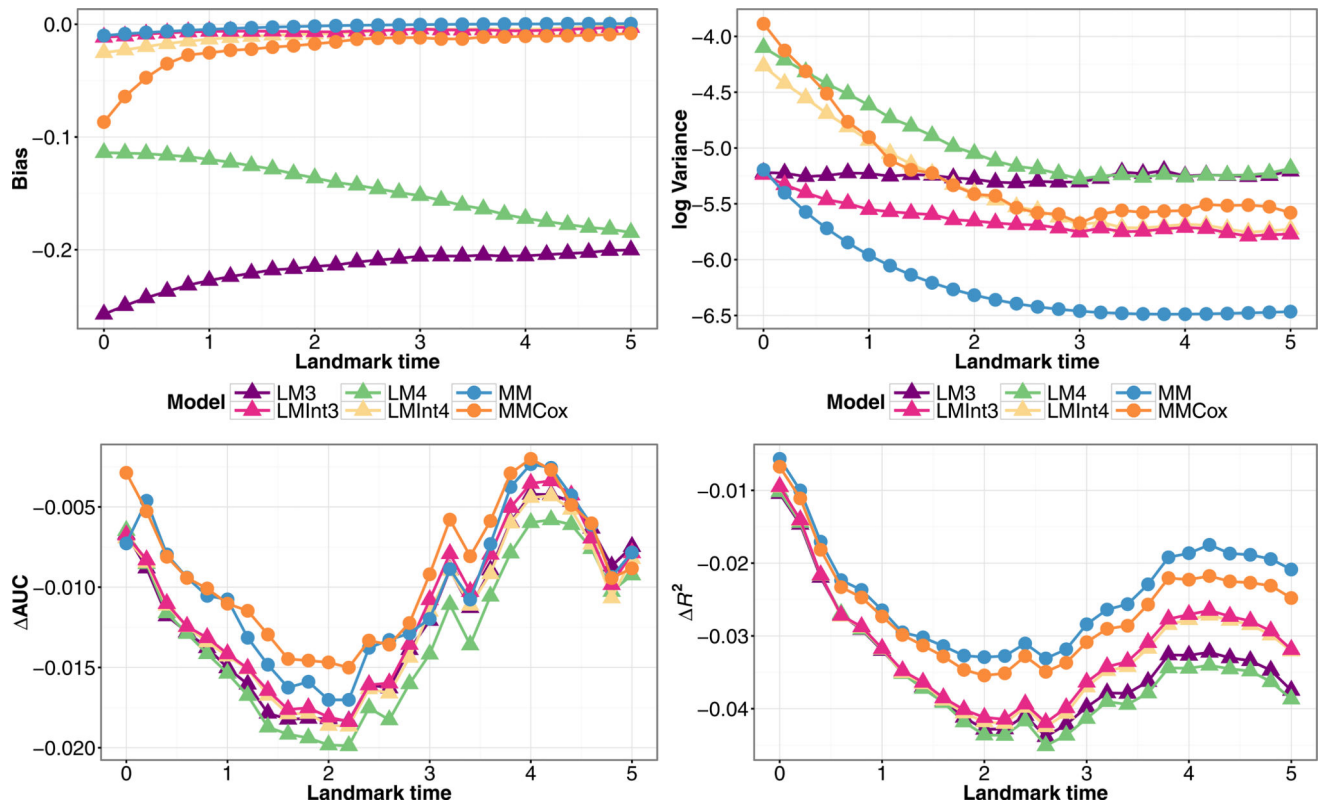 0.0
−0.1
−0.2
Bias
0 1 2 3 4 5
Landmark time
−4.0
−4.5
−5.0
−5.5
−6.0
−6.5
log Variance
0 1 2 3 4 5
Landmark time
Model LM3 LM4 MM
LMInt3 LMInt4 MMCox
Model LM3 LM4 MM
LMInt3 LMInt4 MMCox
−0.005
−0.010
−0.015
−0.020
ΔAUC
0 1 2 3 4 5
Landmark time
−0.01
−0.02
−0.03
−0.04
ΔR²
0 1 2 3 4 5
Landmark time